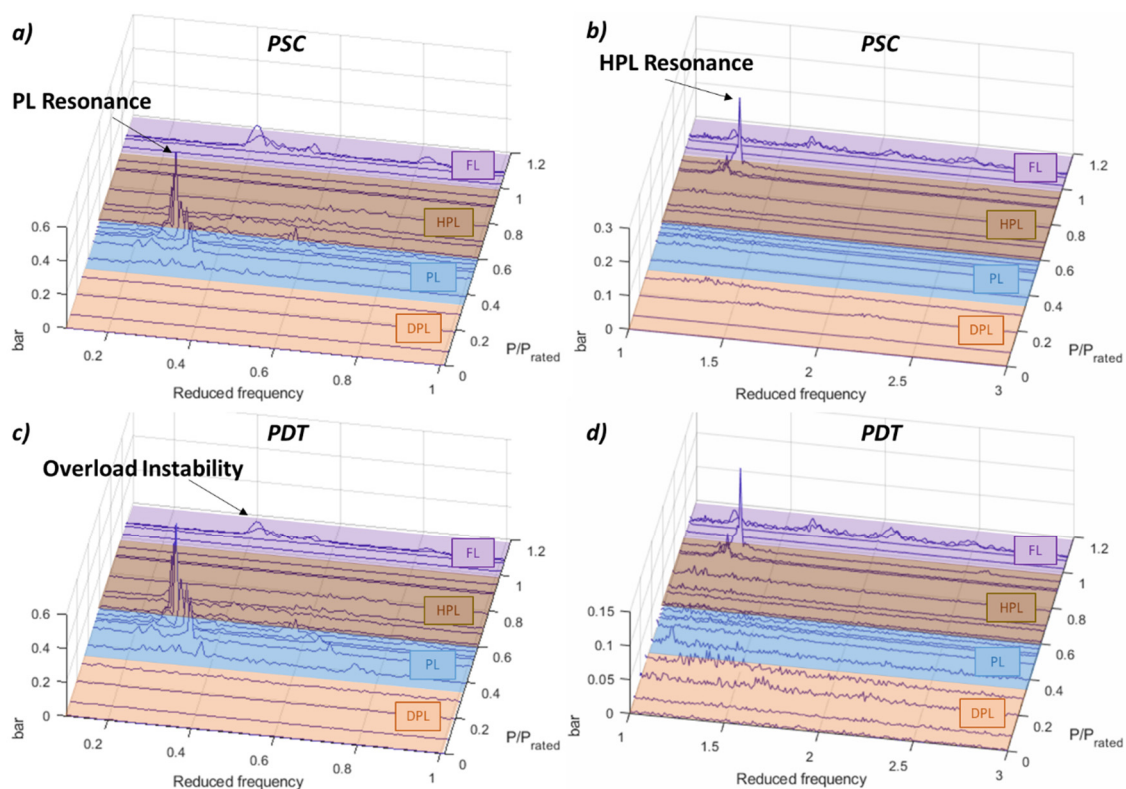 a)
PSC
PL Resonance
FL
HPL
PL
DPL
0.6
0.4
0.2
0
bar
0.2
0.4
0.6
0.8
1
Reduced frequency
0
0.2
0.4
0.6
0.8
1
1.2
P/Prated
b)
PSC
HPL Resonance
FL
HPL
PL
DPL
0.3
0.2
0.1
0
bar
1
1.5
2
2.5
3
Reduced frequency
0
0.2
0.4
0.6
0.8
1
1.2
P/Prated
c)
PDT
Overload Instability
FL
HPL
PL
DPL
0.6
0.4
0.2
0
bar
0.2
0.4
0.6
0.8
1
Reduced frequency
0
0.2
0.4
0.6
0.8
1
1.2
P/Prated
d)
PDT
FL
HPL
PL
DPL
0.15
0.1
0.05
0
bar
1
1.5
2
2.5
3
Reduced frequency
0
0.2
0.4
0.6
0.8
1
1.2
P/Prated